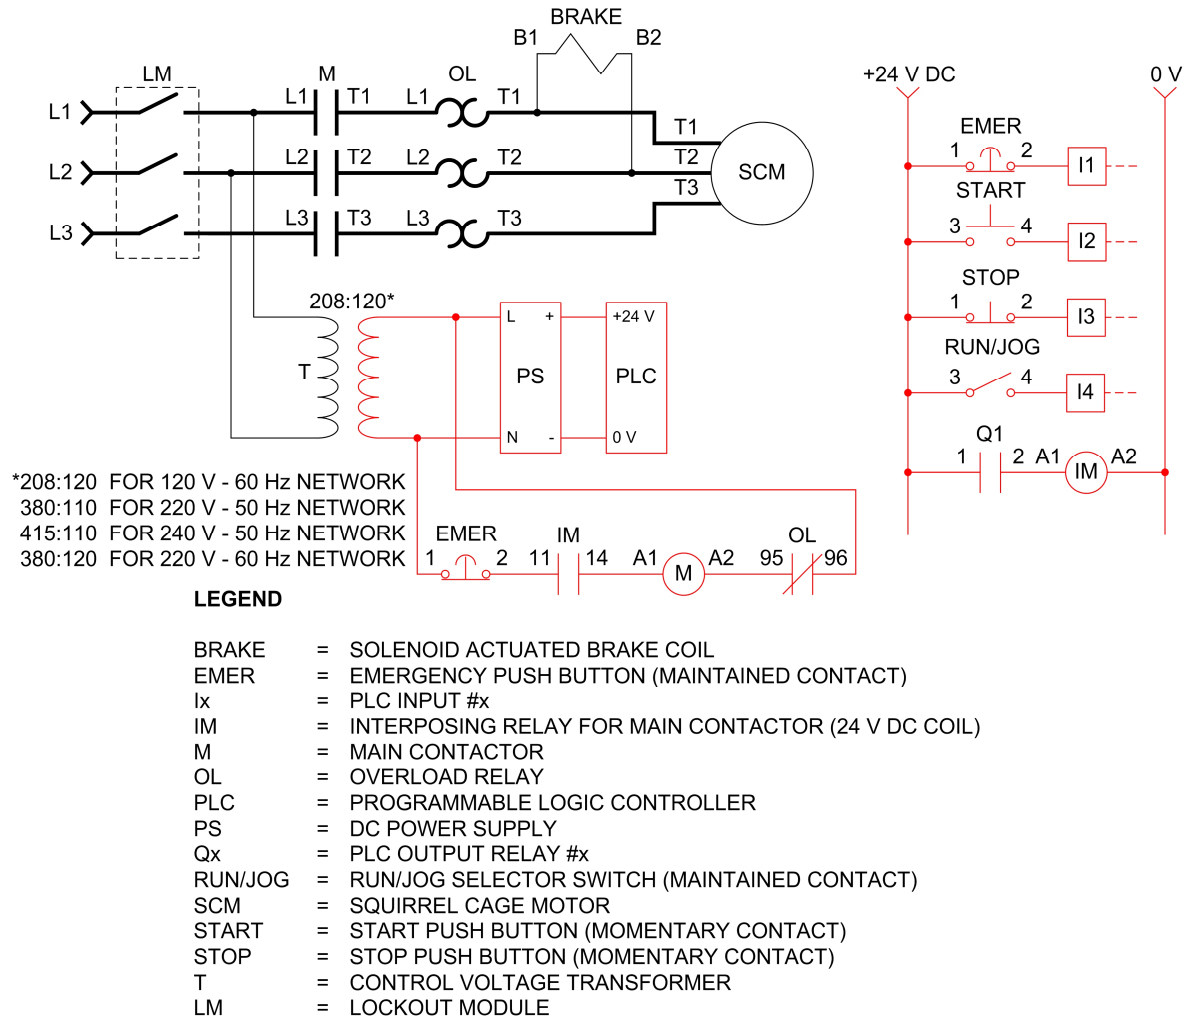 BRAKE
B1 B2
LM M OL
+24 V DC 0 V
L1 L1 T1 L1 T1
T1
L2 L2 T2 L2 T2
T2
SCM
T3
L3 L3 T3 L3 T3
EMER
1 2 I1
START
3 4 I2
STOP
1 2 I3
RUN/JOG
3 4 I4
Q1
1 2 A1 IM A2
208:120*
L + +24 V
T PS PLC
N - 0 V
*208:120 FOR 120 V - 60 Hz NETWORK
380:110 FOR 220 V - 50 Hz NETWORK
415:110 FOR 240 V - 50 Hz NETWORK
380:120 FOR 220 V - 60 Hz NETWORK
EMER IM OL
1 2 11 14 A1 M A2 95 96
LEGEND
BRAKE = SOLENOID ACTUATED BRAKE COIL
EMER = EMERGENCY PUSH BUTTON (MAINTAINED CONTACT)
Ix = PLC INPUT #x
IM = INTERPOSING RELAY FOR MAIN CONTACTOR (24 V DC COIL)
M = MAIN CONTACTOR
OL = OVERLOAD RELAY
PLC = PROGRAMMABLE LOGIC CONTROLLER
PS = DC POWER SUPPLY
Qx = PLC OUTPUT RELAY #x
RUN/JOG = RUN/JOG SELECTOR SWITCH (MAINTAINED CONTACT)
SCM = SQUIRREL CAGE MOTOR
START = START PUSH BUTTON (MOMENTARY CONTACT)
STOP = STOP PUSH BUTTON (MOMENTARY CONTACT)
T = CONTROL VOLTAGE TRANSFORMER
LM = LOCKOUT MODULE